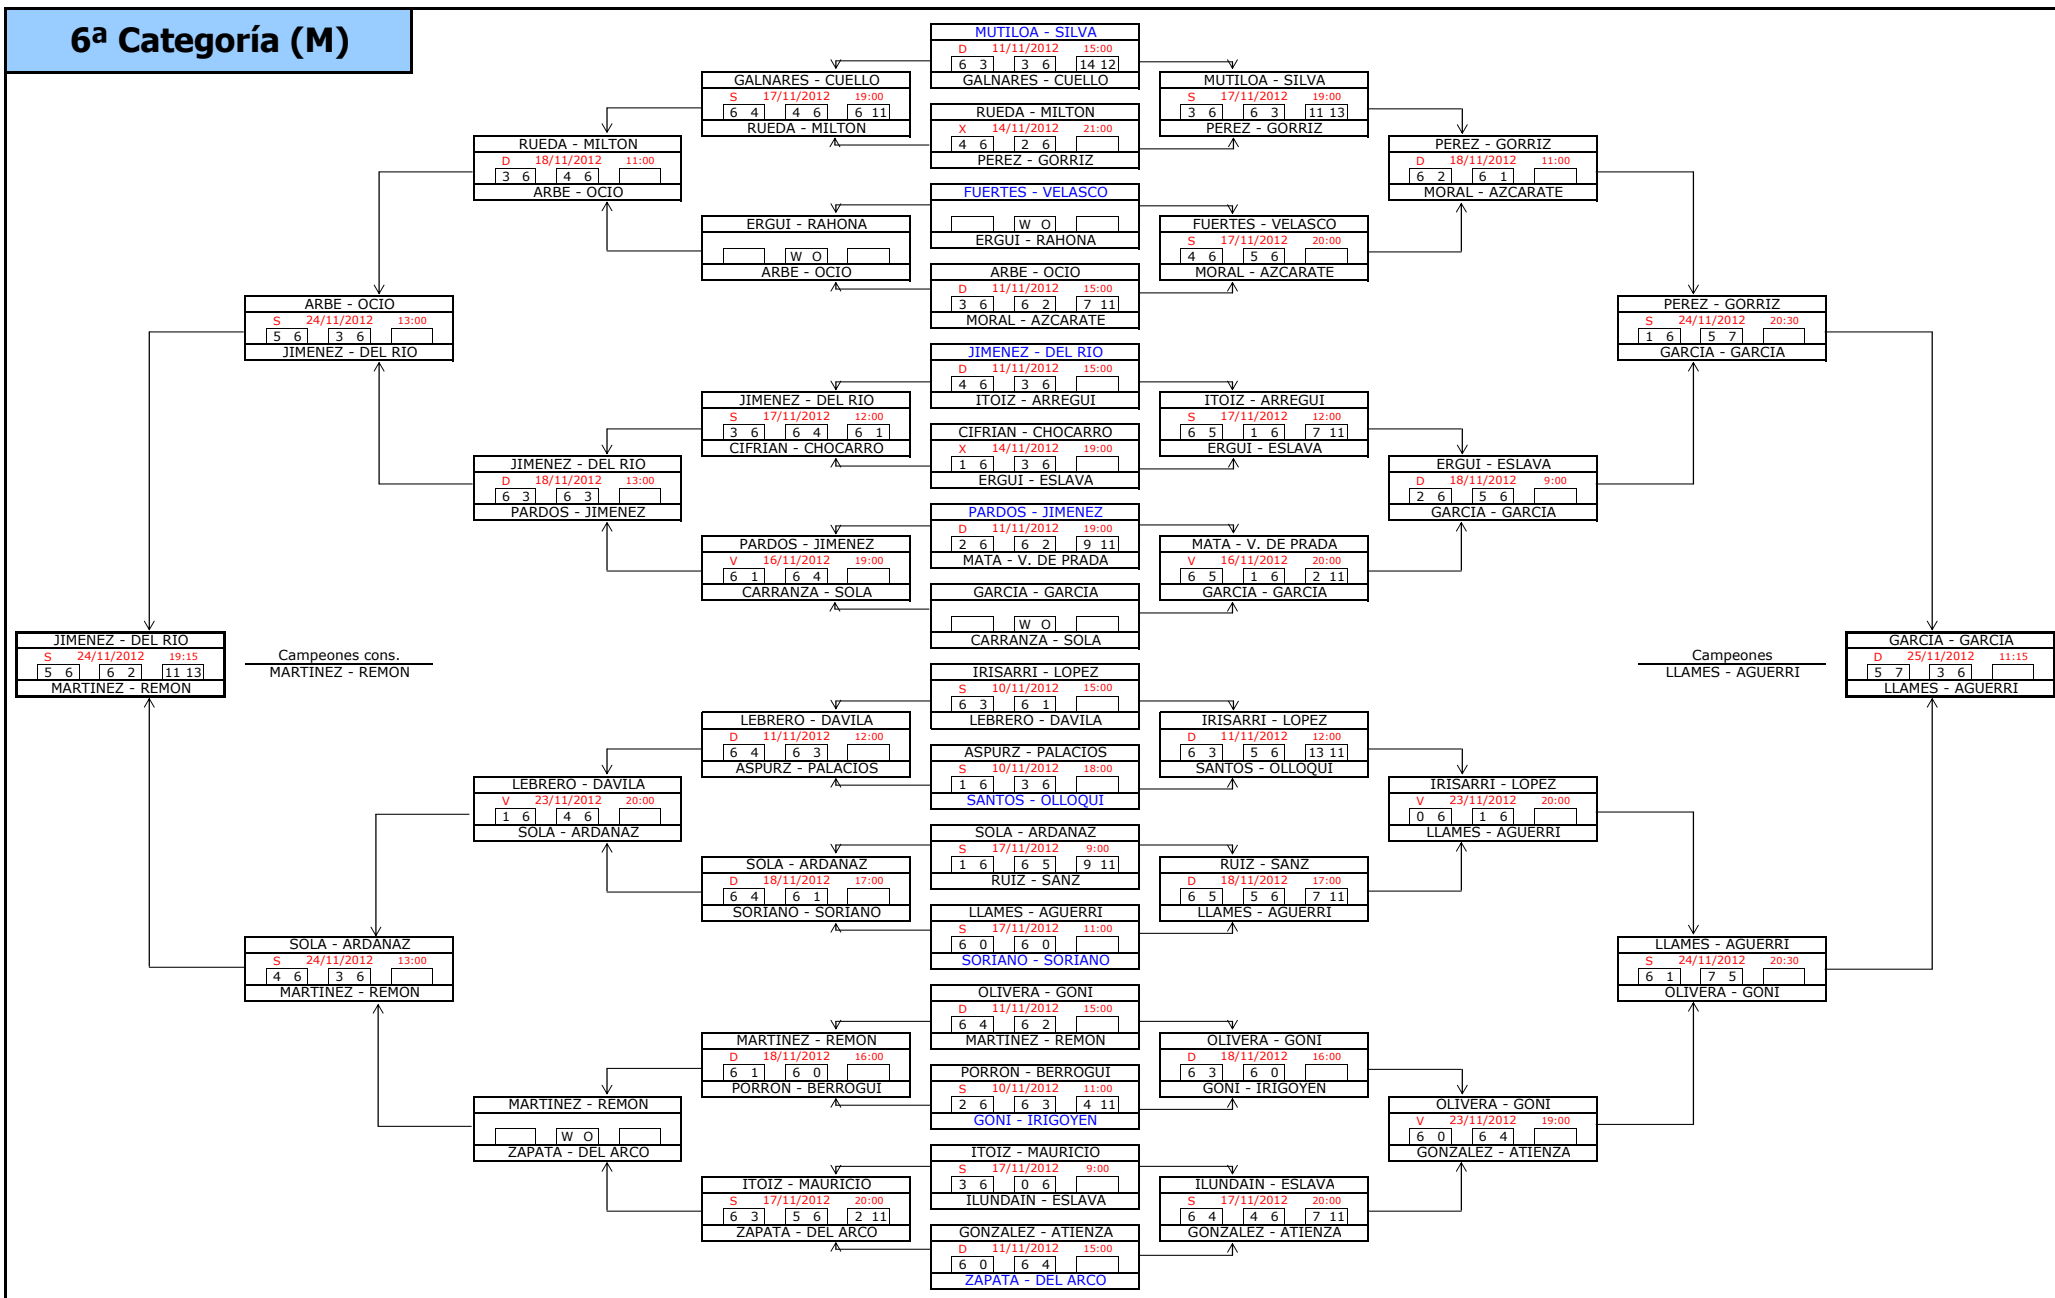 6ª Categoría (M)
MUTILOA - SILVA
D 11/11/2012 15:00
6 3 3 6 14 12
GALNARES - CUELLO
RUEDA - MILTON
X 14/11/2012 21:00
4 6 2 6
PEREZ - GORRIZ
FUERTES - VELASCO
W O
ERGUI - RAHONA
ARBE - OCIO
D 11/11/2012 15:00
3 6 6 2 7 11
MORAL - AZCARATE
JIMENEZ - DEL RIO
D 11/11/2012 15:00
4 6 3 6
ITOIZ - ARREGUI
CIFRIAN - CHOCARRO
X 14/11/2012 19:00
1 6 3 6
ERGUI - ESLAVA
PARDOS - JIMENEZ
D 11/11/2012 19:00
2 6 6 2 9 11
MATA - V. DE PRADA
GARCIA - GARCIA
W O
CARRANZA - SOLA
IRISARRI - LOPEZ
S 10/11/2012 15:00
6 3 6 1
LEBRERO - DAVILA
ASPURZ - PALACIOS
S 10/11/2012 18:00
1 6 3 6
SANTOS - OLLOQUI
SOLA - ARDANAZ
S 17/11/2012 9:00
1 6 6 5 9 11
RUIZ - SANZ
LLAMES - AGUERRI
S 17/11/2012 11:00
6 0 6 0
SORIANO - SORIANO
OLIVERA - GOÑI
D 11/11/2012 15:00
6 4 6 2
MARTINEZ - REMON
PORRON - BERROGUI
S 10/11/2012 11:00
2 6 6 3 4 11
GOÑI - IRIGOYEN
ITOIZ - MAURICIO
S 17/11/2012 9:00
3 6 0 6
ILUNDAIN - ESLAVA
GONZALEZ - ATIENZA
D 11/11/2012 15:00
6 0 6 4
ZAPATA - DEL ARCO
GALNARES - CUELLO
S 17/11/2012 19:00
6 4 4 6 6 11
RUEDA - MILTON
ERGUI - RAHONA
W O
ARBE - OCIO
JIMENEZ - DEL RIO
S 17/11/2012 12:00
3 6 6 4 6 1
CIFRIAN - CHOCARRO
PARDOS - JIMENEZ
V 16/11/2012 19:00
6 1 6 4
CARRANZA - SOLA
LEBRERO - DAVILA
D 11/11/2012 12:00
6 4 6 3
ASPURZ - PALACIOS
SOLA - ARDANAZ
D 18/11/2012 17:00
6 4 6 1
SORIANO - SORIANO
MARTINEZ - REMON
D 18/11/2012 16:00
6 1 6 0
PORRON - BERROGUI
ITOIZ - MAURICIO
S 17/11/2012 20:00
6 3 5 6 2 11
ZAPATA - DEL ARCO
RUEDA - MILTON
D 18/11/2012 11:00
3 6 4 6
ARBE - OCIO
JIMENEZ - DEL RIO
D 18/11/2012 13:00
6 3 6 3
PARDOS - JIMENEZ
LEBRERO - DAVILA
V 23/11/2012 20:00
1 6 4 6
SOLA - ARDANAZ
MARTINEZ - REMON
W O
ZAPATA - DEL ARCO
ARBE - OCIO
S 24/11/2012 13:00
5 6 3 6
JIMENEZ - DEL RIO
SOLA - ARDANAZ
S 24/11/2012 13:00
4 6 3 6
MARTINEZ - REMON
JIMENEZ - DEL RIO
S 24/11/2012 19:15
5 6 6 2 11 13
MARTINEZ - REMON
Campeones cons.
MARTINEZ - REMON
MUTILOA - SILVA
S 17/11/2012 19:00
3 6 6 3 11 13
PEREZ - GORRIZ
FUERTES - VELASCO
S 17/11/2012 20:00
4 6 5 6
MORAL - AZCARATE
ITOIZ - ARREGUI
S 17/11/2012 12:00
6 5 1 6 7 11
ERGUI - ESLAVA
MATA - V. DE PRADA
V 16/11/2012 20:00
6 5 1 6 2 11
GARCIA - GARCIA
IRISARRI - LOPEZ
D 11/11/2012 12:00
6 3 5 6 13 11
SANTOS - OLLOQUI
RUIZ - SANZ
D 18/11/2012 17:00
6 5 5 6 7 11
LLAMES - AGUERRI
OLIVERA - GOÑI
D 18/11/2012 16:00
6 3 6 0
GOÑI - IRIGOYEN
ILUNDAIN - ESLAVA
S 17/11/2012 20:00
6 4 4 6 7 11
GONZALEZ - ATIENZA
PEREZ - GORRIZ
D 18/11/2012 11:00
6 2 6 1
MORAL - AZCARATE
ERGUI - ESLAVA
D 18/11/2012 9:00
2 6 5 6
GARCIA - GARCIA
IRISARRI - LOPEZ
V 23/11/2012 20:00
0 6 1 6
LLAMES - AGUERRI
OLIVERA - GOÑI
V 23/11/2012 19:00
6 0 6 4
GONZALEZ - ATIENZA
PEREZ - GORRIZ
S 24/11/2012 20:30
1 6 5 7
GARCIA - GARCIA
LLAMES - AGUERRI
S 24/11/2012 20:30
6 1 7 5
OLIVERA - GOÑI
Campeones
LLAMES - AGUERRI
GARCIA - GARCIA
D 25/11/2012 11:15
5 7 3 6
LLAMES - AGUERRI